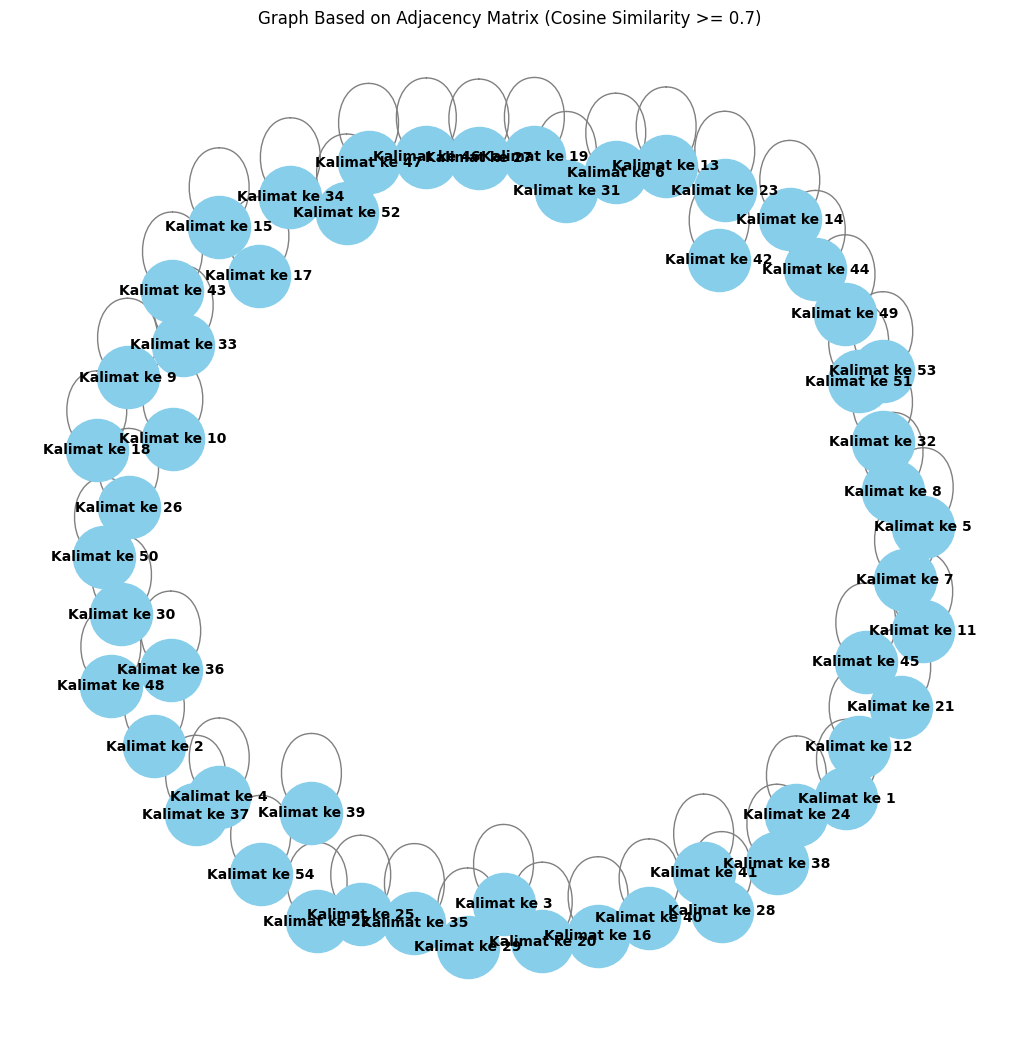 Graph Based on Adjacency Matrix (Cosine Similarity >= 0.7)
Kalimat ke 47
Kalimat ke 46
Kalimat ke 27
Kalimat ke 19
Kalimat ke 13
Kalimat ke 6
Kalimat ke 31
Kalimat ke 23
Kalimat ke 34
Kalimat ke 52
Kalimat ke 14
Kalimat ke 15
Kalimat ke 42
Kalimat ke 44
Kalimat ke 17
Kalimat ke 43
Kalimat ke 49
Kalimat ke 33
Kalimat ke 53
Kalimat ke 9
Kalimat ke 51
Kalimat ke 10
Kalimat ke 32
Kalimat ke 18
Kalimat ke 8
Kalimat ke 26
Kalimat ke 5
Kalimat ke 50
Kalimat ke 7
Kalimat ke 30
Kalimat ke 11
Kalimat ke 45
Kalimat ke 36
Kalimat ke 48
Kalimat ke 21
Kalimat ke 2
Kalimat ke 12
Kalimat ke 4
Kalimat ke 1
Kalimat ke 39
Kalimat ke 37
Kalimat ke 24
Kalimat ke 38
Kalimat ke 41
Kalimat ke 54
Kalimat ke 3
Kalimat ke 28
Kalimat ke 25
Kalimat ke 40
Kalimat ke 22
Kalimat ke 35
Kalimat ke 16
Kalimat ke 20
Kalimat ke 29